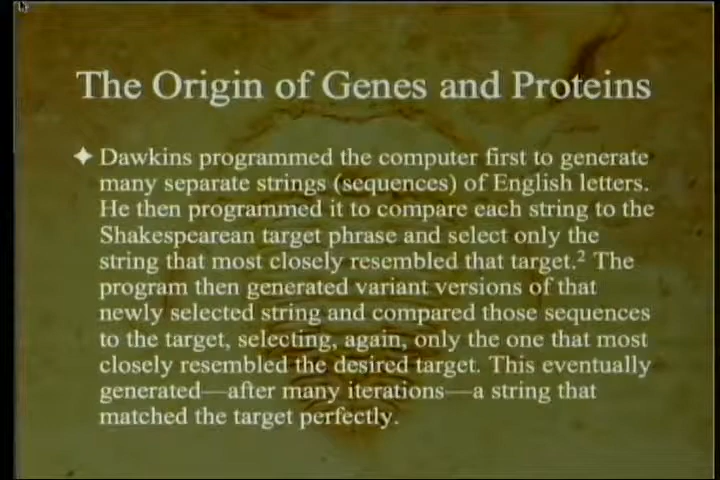 The Origin of Genes and Proteins
✦ Dawkins programmed the computer first to generate
many separate strings (sequences) of English letters.
He then programmed it to compare each string to the
Shakespearean target phrase and select only the
string that most closely resembled that target.² The
program then generated variant versions of that
newly selected string and compared those sequences
to the target, selecting, again, only the one that most
closely resembled the desired target. This eventually
generated—after many iterations—a string that
matched the target perfectly.